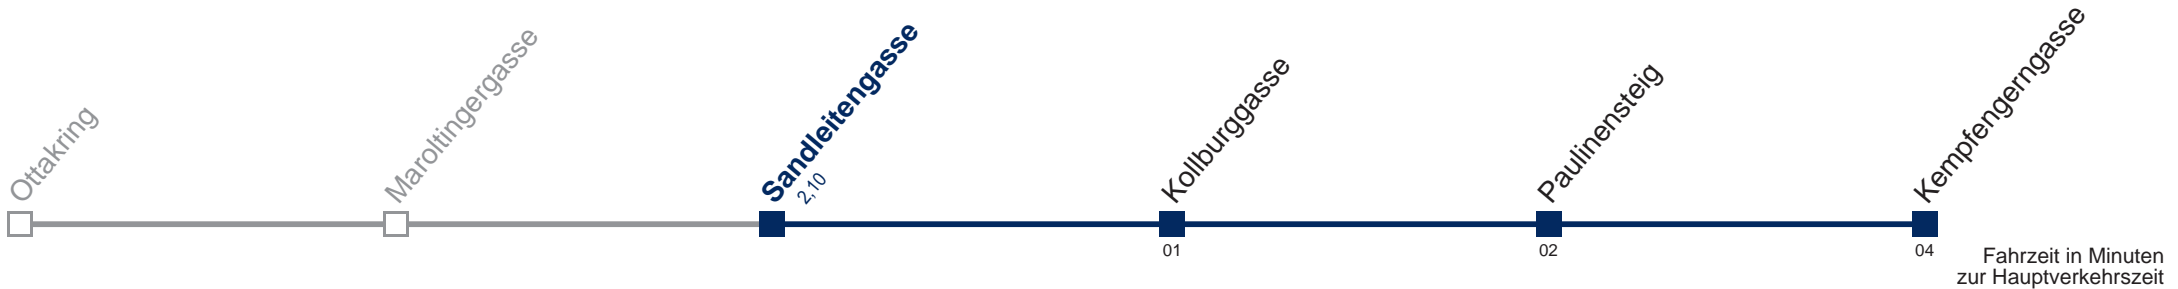 Ottakring
Maroltingergasse
Sandleitengasse
2,10
Kollburggasse
Paulinensteig
Kempfengerngasse
01
02
04
Fahrzeit in Minuten
zur Hauptverkehrszeit